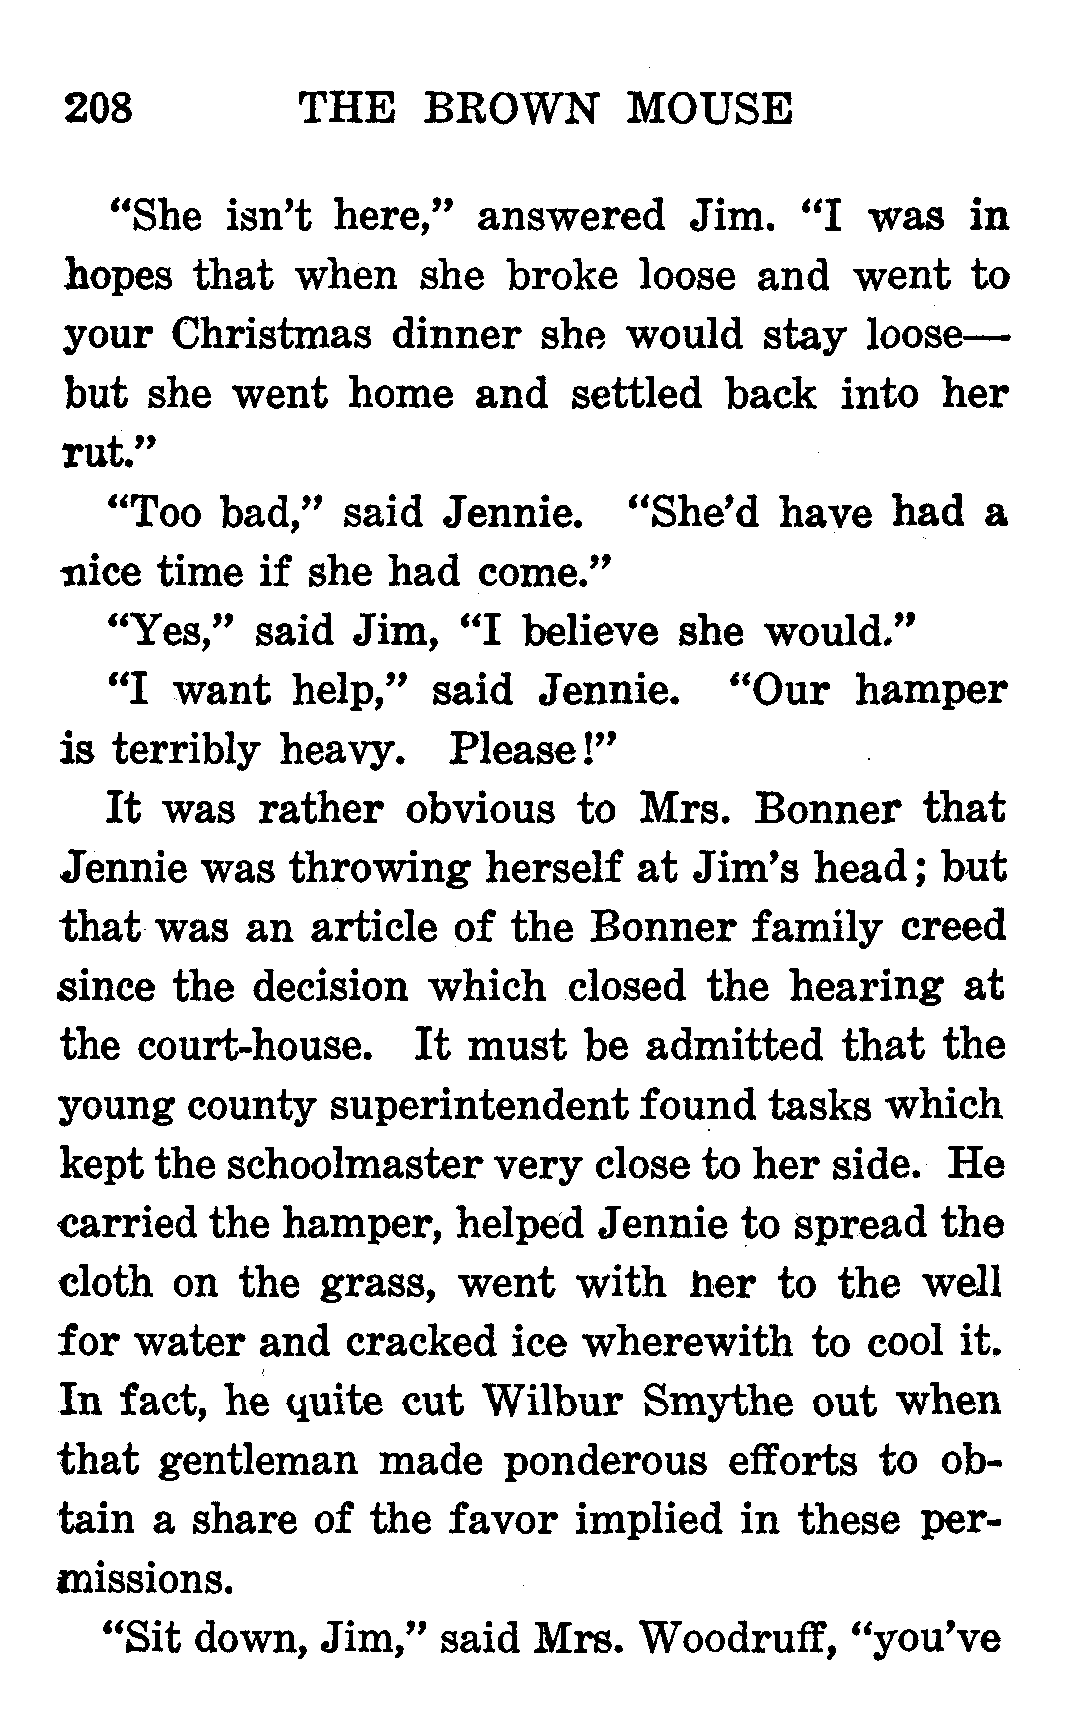 208 THE BROWN MOUSE
“She isn’t here,” answered Jim. “I was in
hopes that when she broke loose and went to
your Christmas dinner she would stay loose—
but she went home and settled back into her
rut.”
“Too bad,” said Jennie. “She’d have had a
nice time if she had come.”
“Yes,” said Jim, “I believe she would.”
“I want help,” said Jennie. “Our hamper
is terribly heavy. Please!”
It was rather obvious to Mrs. Bonner that
Jennie was throwing herself at Jim’s head; but
that was an article of the Bonner family creed
since the decision which closed the hearing at
the court-house. It must be admitted that the
young county superintendent found tasks which
kept the schoolmaster very close to her side. He
carried the hamper, helped Jennie to spread the
cloth on the grass, went with her to the well
for water and cracked ice wherewith to cool it.
In fact, he quite cut Wilbur Smythe out when
that gentleman made ponderous efforts to ob-
tain a share of the favor implied in these per-
missions.
“Sit down, Jim,” said Mrs. Woodruff, “you’ve